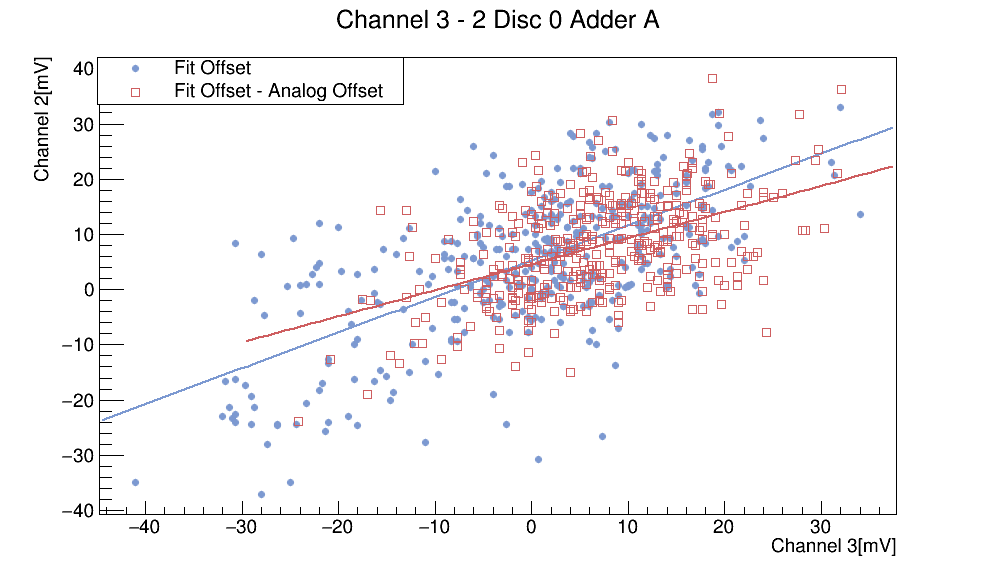 Channel 3 - 2 Disc 0 Adder A
Channel 2[mV]
Fit Offset
Fit Offset - Analog Offset
40
30
20
10
0
−10
−20
−30
−40
−40 −30 −20 −10 0 10 20 30
Channel 3[mV]